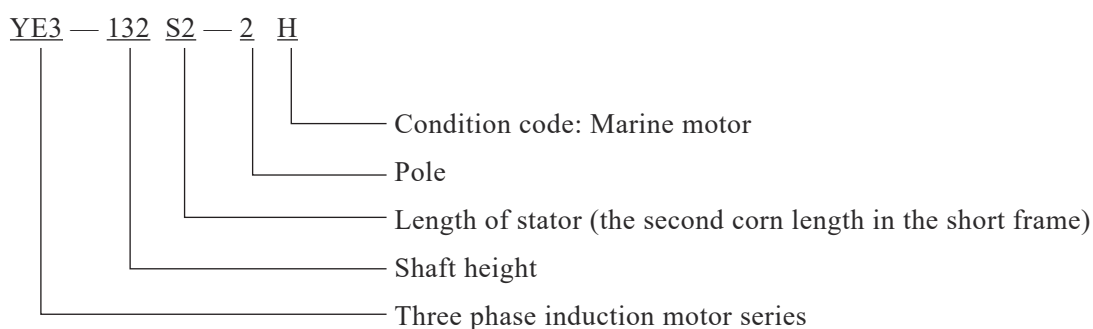 YE3 — 132 S2 — 2 H
Condition code: Marine motor
Pole
Length of stator (the second corn length in the short frame)
Shaft height
Three phase induction motor series